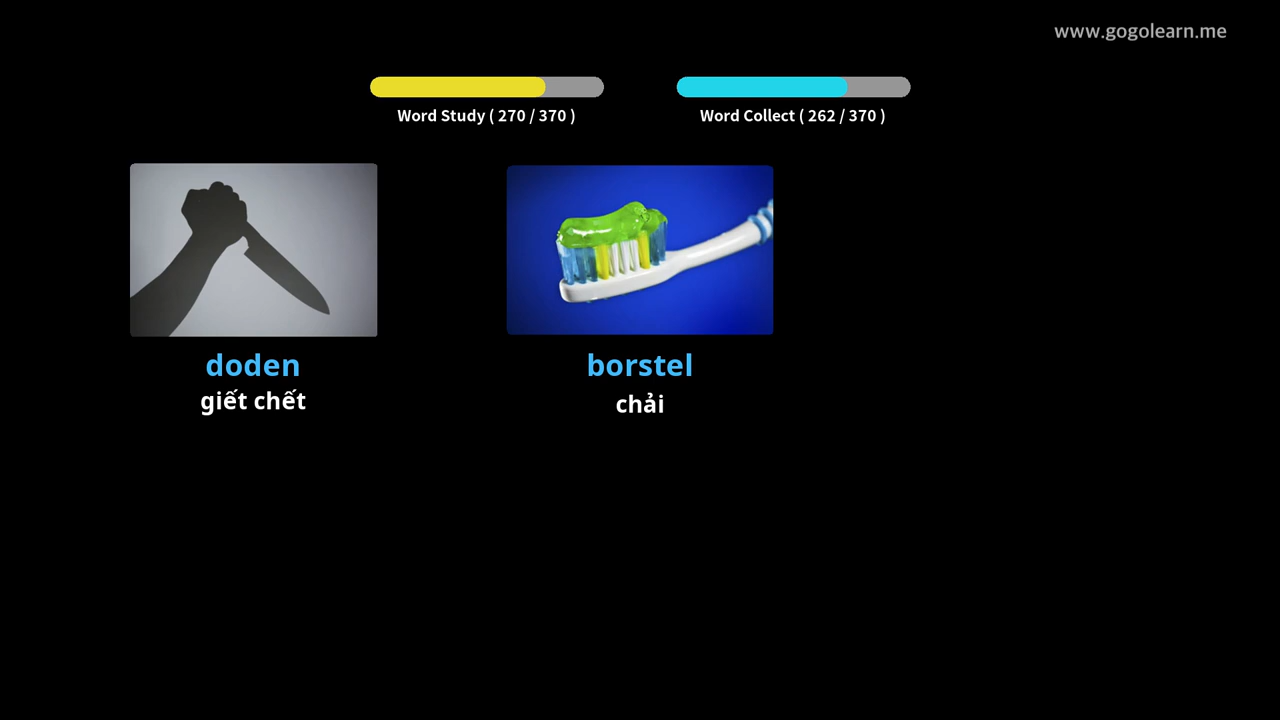 www.gogolearn.me
Word Study ( 270 / 370 )
Word Collect ( 262 / 370 )
doden
giết chết
borstel
chải